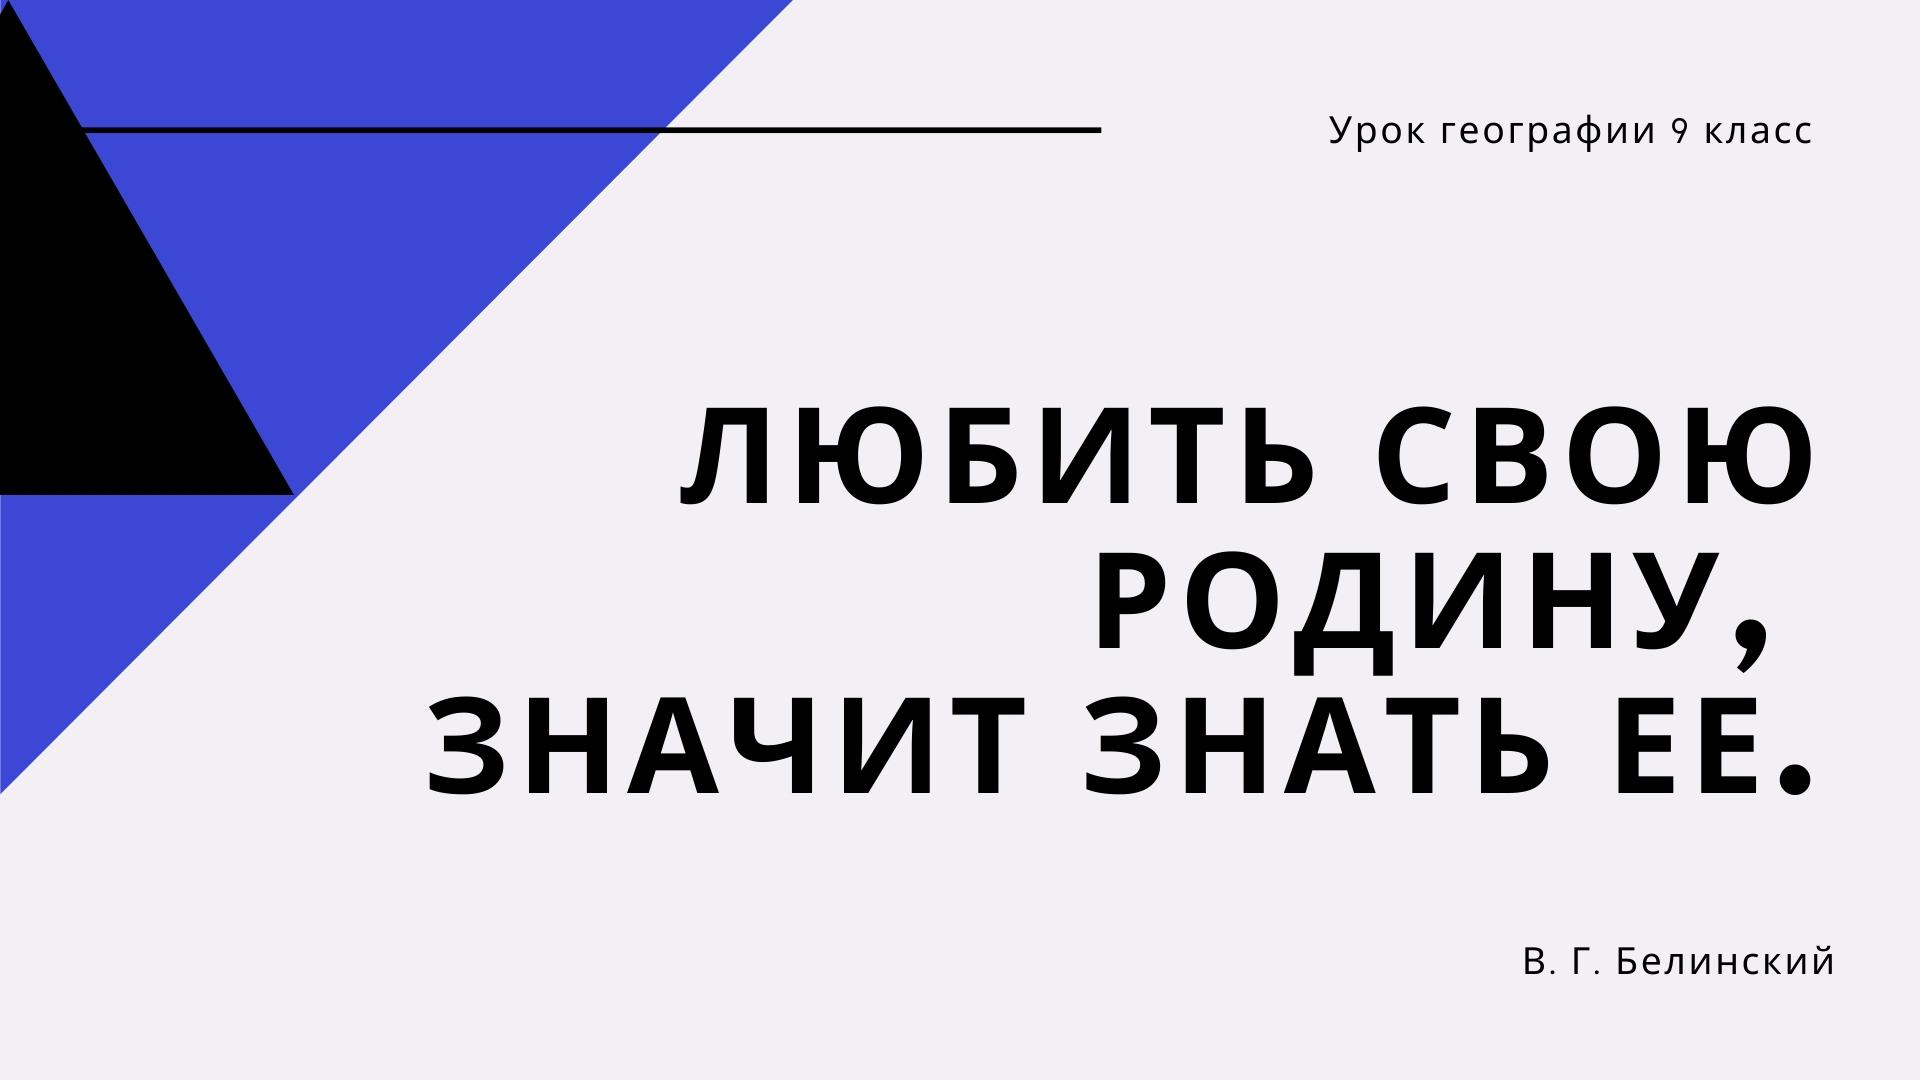 Урок географии 9 класс
ЛЮБИТЬ СВОЮ
РОДИНУ,
ЗНАЧИТ ЗНАТЬ ЕЕ.
В. Г. Белинский